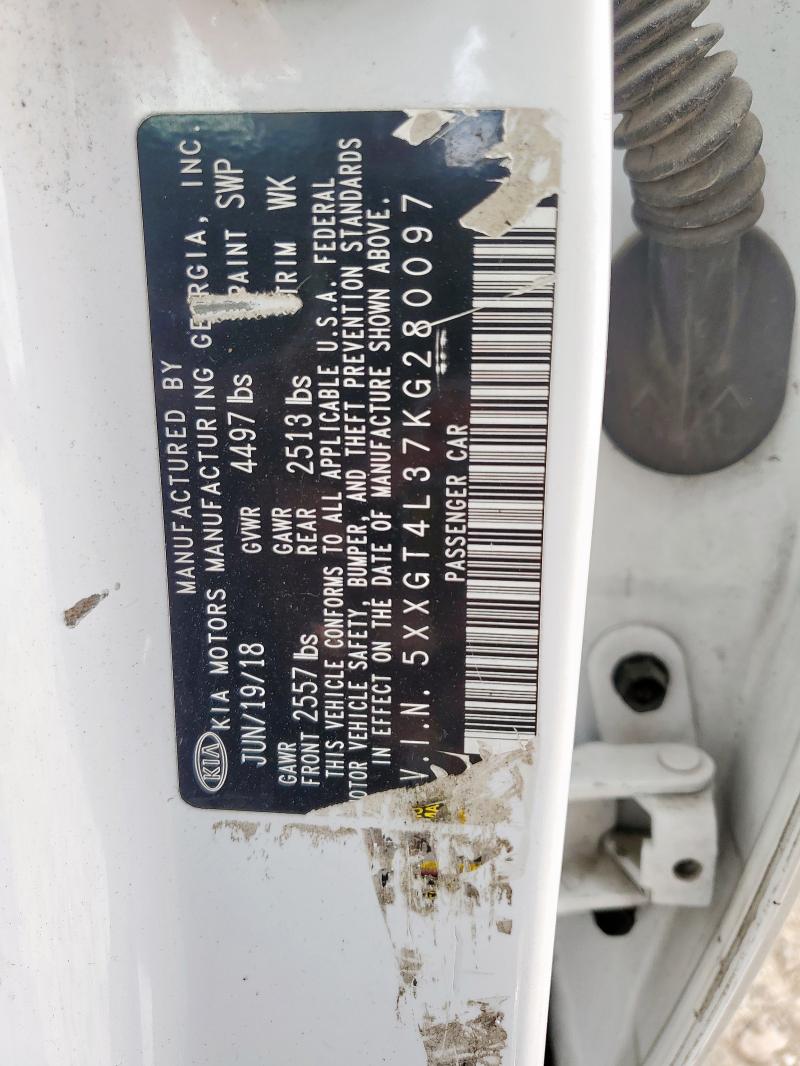 MANUFACTURED BY
KIA KIA MOTORS MANUFACTURING GEORGIA, INC.
JUN/19/18 GVWR 4497 lbs PAINT SWP
GAWR FRONT 2557 lbs GAWR REAR 2513 lbs TRIM WK
THIS VEHICLE CONFORMS TO ALL APPLICABLE U.S.A. FEDERAL
OTOR VEHICLE SAFETY, BUMPER, AND THEFT PREVENTION STANDARDS
IN EFFECT ON THE DATE OF MANUFACTURE SHOWN ABOVE.
V.I.N. 5XXGT4L37KG280097
PASSENGER CAR